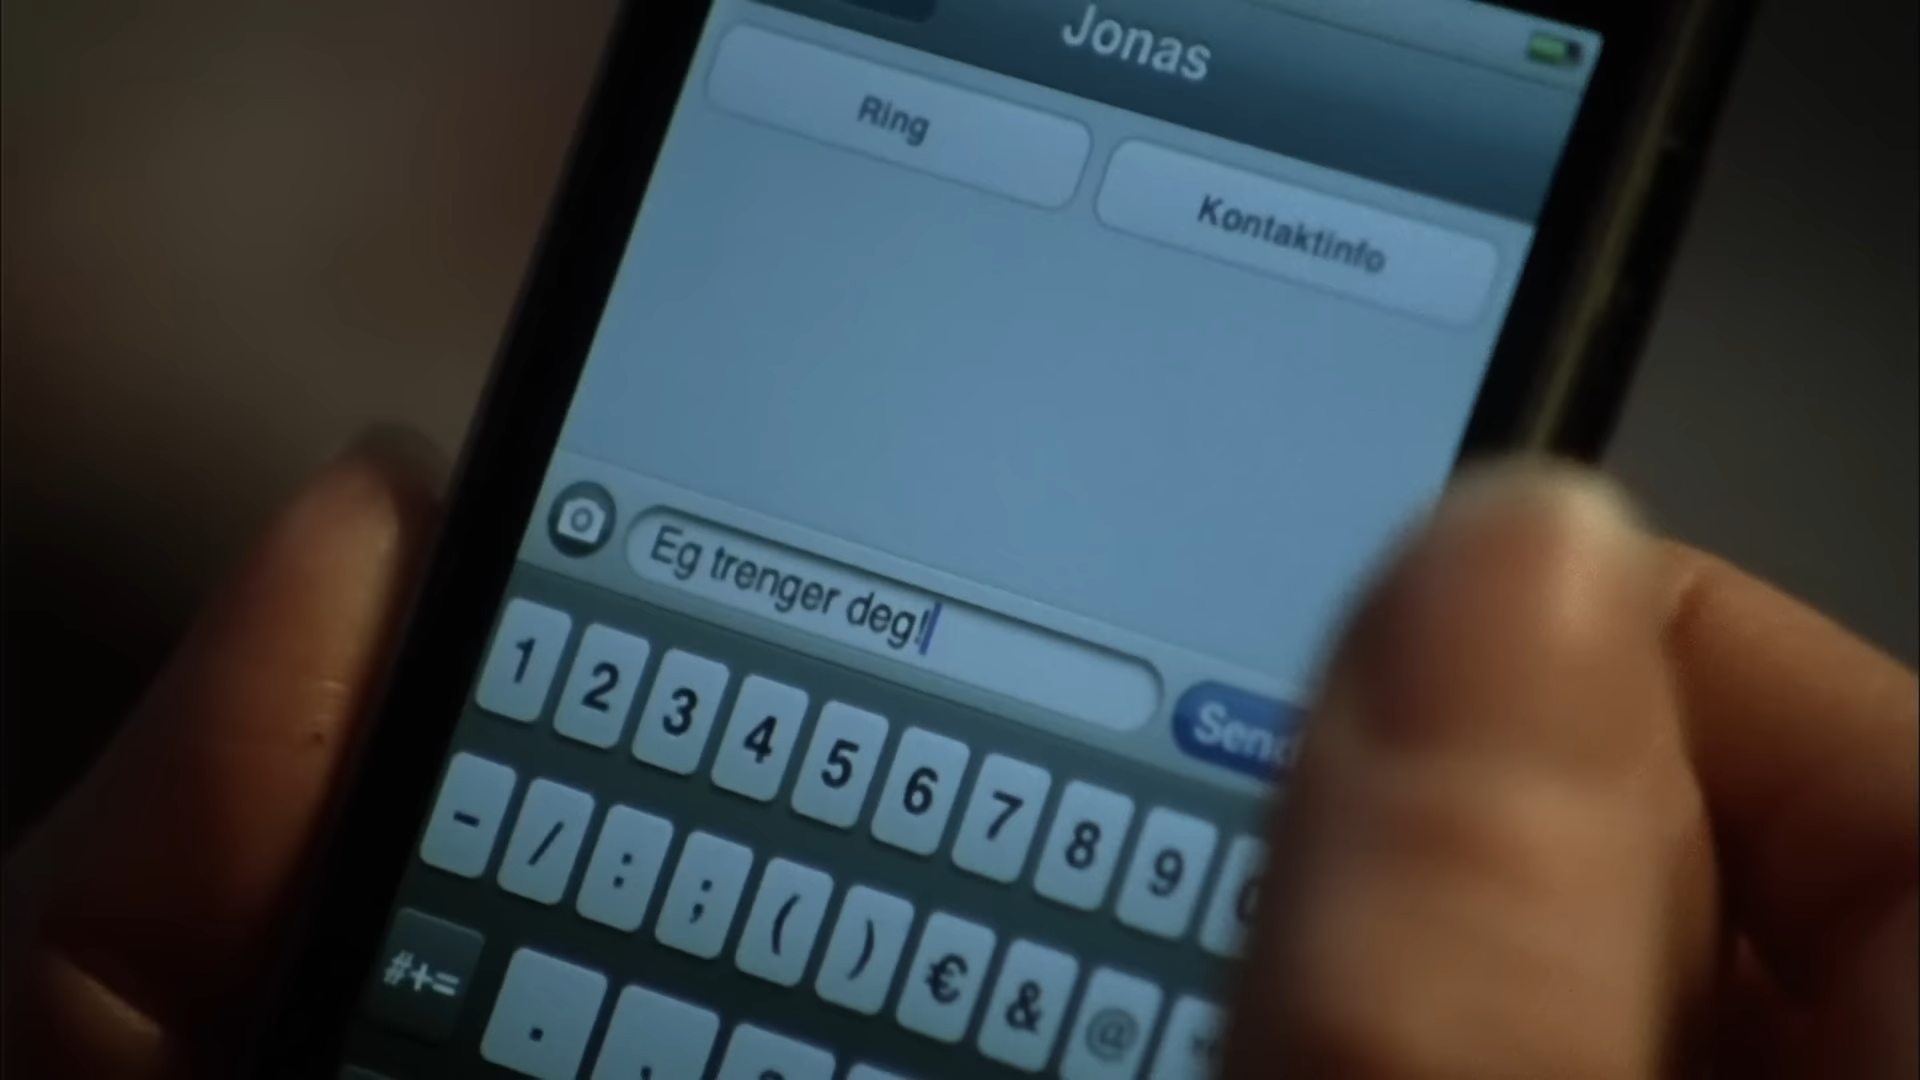 Jonas
Ring
Kontaktinfo
Eg trenger deg!
1 2 3 4 5 6 7 8 9
- / : ; ( ) € & @
#+= .